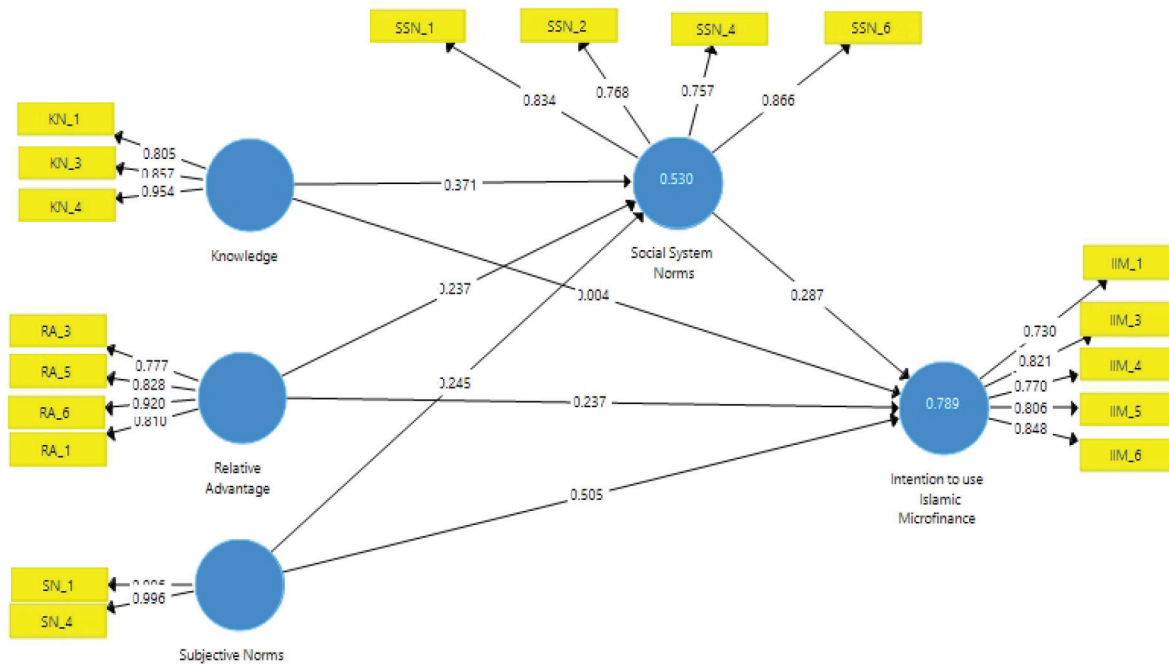 SSN_1
SSN_2
SSN_4
SSN_6
0.834
0.768
0.757
0.866
KN_1
KN_3
KN_4
0.805
0.857
0.954
Knowledge
0.371
0.530
Social System
Norms
0.237
0.004
0.287
RA_3
RA_5
RA_6
RA_1
0.777
0.828
0.920
0.810
Relative
Advantage
0.245
0.237
0.789
Intention to use
Islamic
Microfinance
IIM_1
IIM_3
IIM_4
IIM_5
IIM_6
0.730
0.821
0.770
0.806
0.848
0.505
SN_1
SN_4
0.996
Subjective Norms